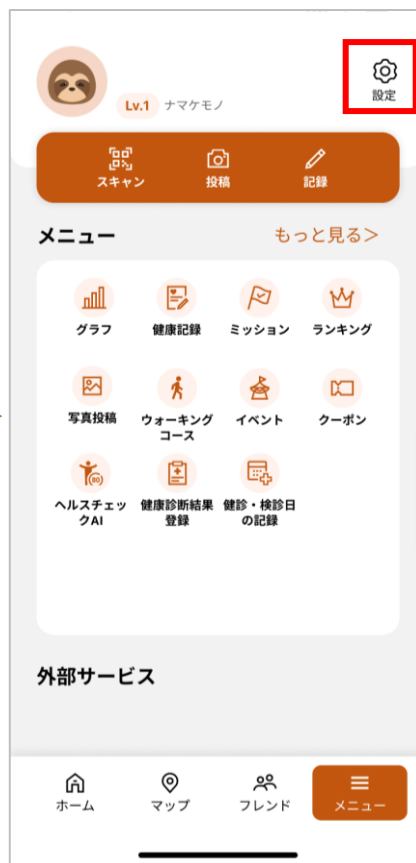 設定
Lv.1 ナマケモノ
スキャン 投稿 記録
メニュー もっと見る>
グラフ 健康記録 ミッション ランキング
写真投稿 ウォーキング イベント クーポン
コース
ヘルスチェッ 健康診断結果 健診・検診日
クAI 登録 の記録
外部サービス
ホーム マップ フレンド メニュー